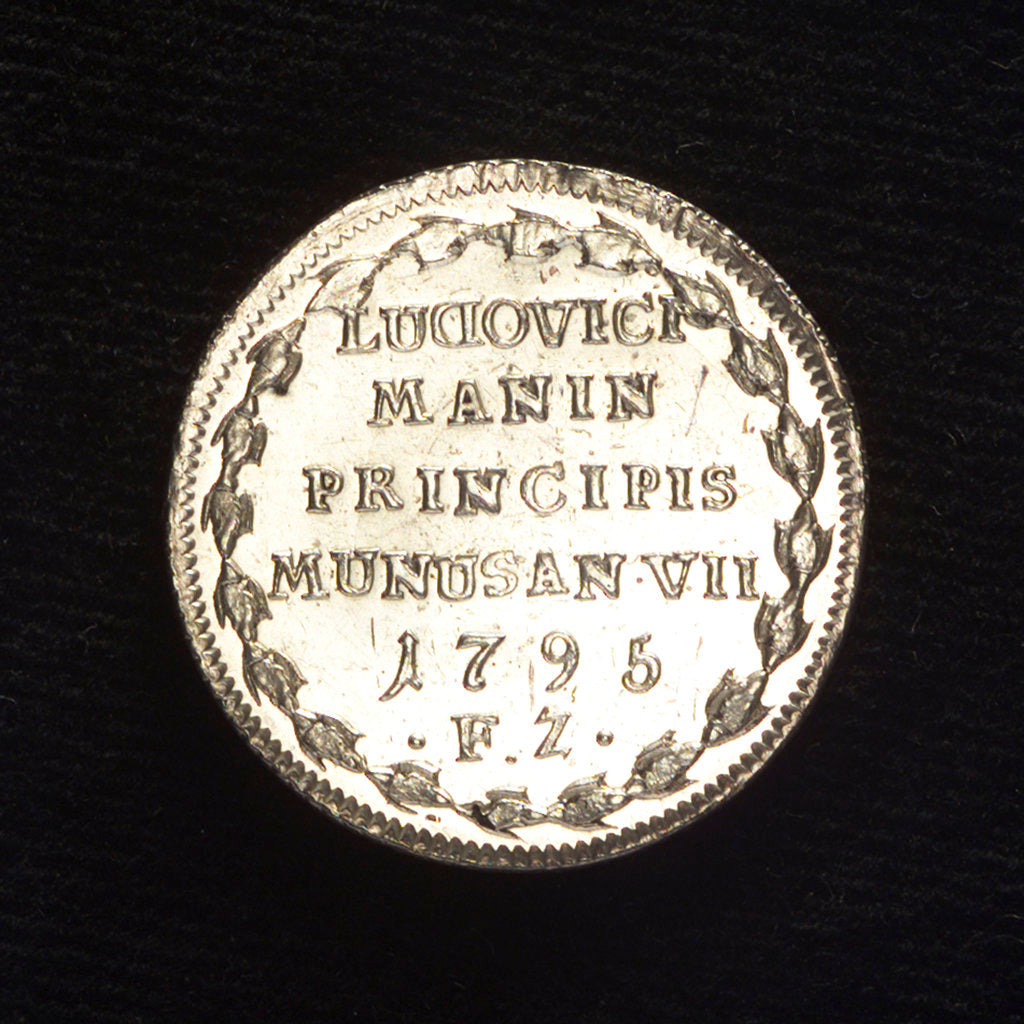 LUDOVICI
MANIN
PRINCIPIS
MUNUS AN·VII
1795
·F.Z·